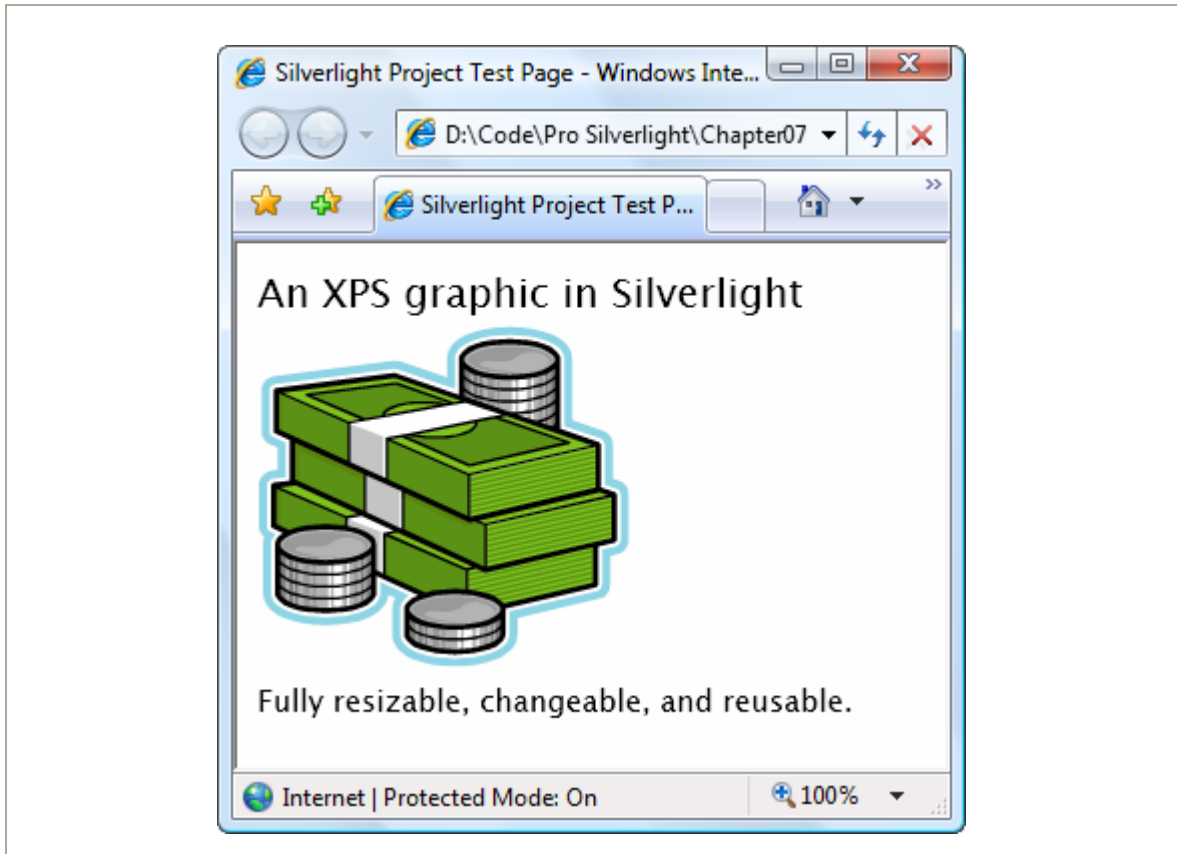 Silverlight Project Test Page - Windows Inte...
D:\Code\Pro Silverlight\Chapter07
Silverlight Project Test P...
An XPS graphic in Silverlight
Fully resizable, changeable, and reusable.
Internet | Protected Mode: On
100%